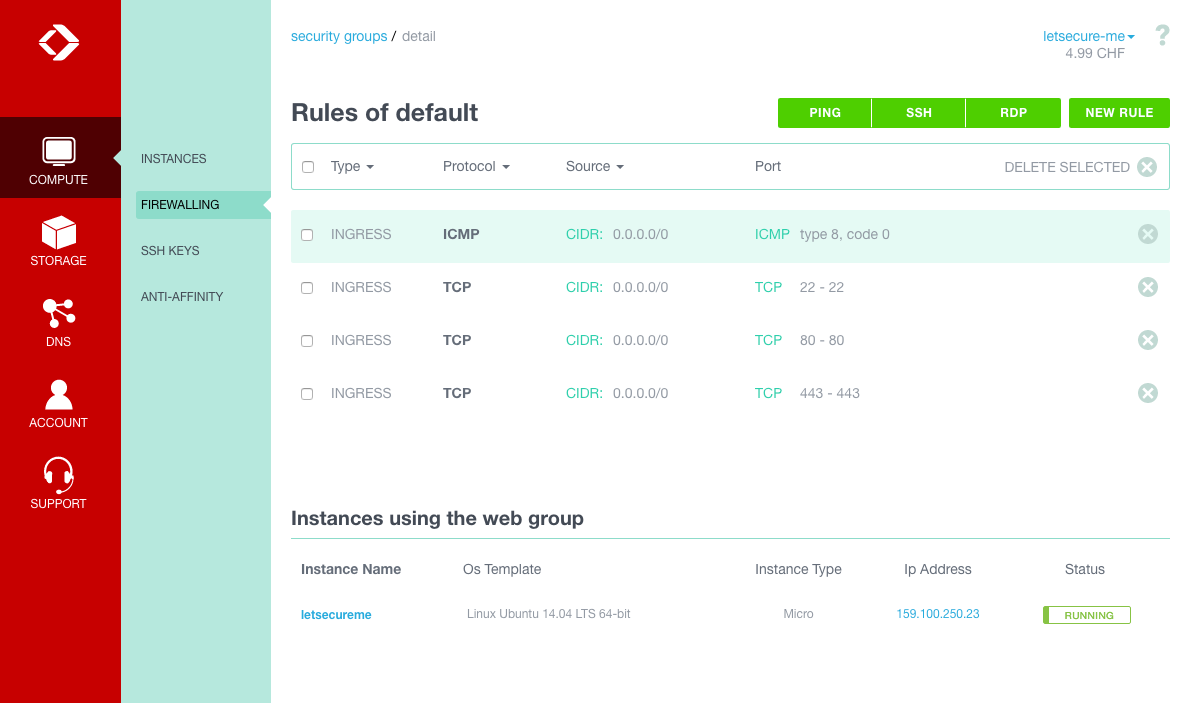 security groups / detail
letsecure-me
?
4.99 CHF
Rules of default
PING SSH RDP NEW RULE
Type Protocol Source Port DELETE SELECTED
INGRESS ICMP CIDR: 0.0.0.0/0 ICMP type 8, code 0
INGRESS TCP CIDR: 0.0.0.0/0 TCP 22 - 22
INGRESS TCP CIDR: 0.0.0.0/0 TCP 80 - 80
INGRESS TCP CIDR: 0.0.0.0/0 TCP 443 - 443
COMPUTE
STORAGE
DNS
ACCOUNT
SUPPORT
INSTANCES
FIREWALLING
SSH KEYS
ANTI-AFFINITY
Instances using the web group
Instance Name Os Template Instance Type Ip Address Status
letsecureme Linux Ubuntu 14.04 LTS 64-bit Micro 159.100.250.23 RUNNING